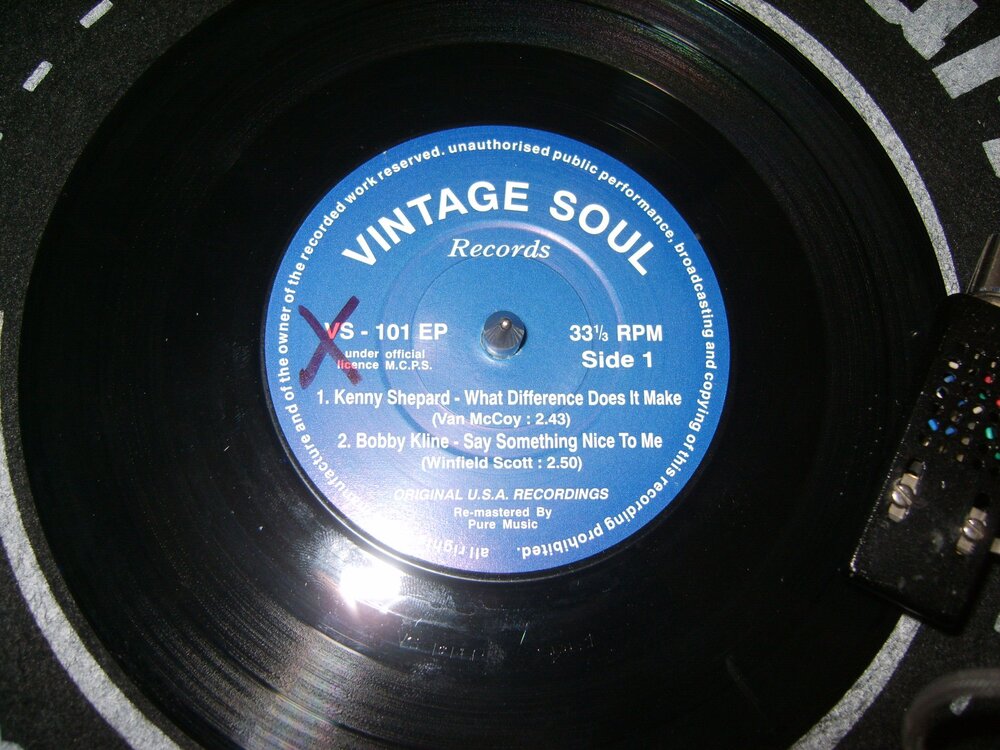 manufacture and of the owner of the recorded work reserved. unauthorised public performance, broadcasting and copying of this recording prohibited.
VINTAGE SOUL
Records
VS - 101 EP
under official
licence M.C.P.S.
33⅓ RPM
Side 1
1. Kenny Shepard - What Difference Does It Make
(Van McCoy : 2.43)
2. Bobby Kline - Say Something Nice To Me
(Winfield Scott : 2.50)
ORIGINAL U.S.A. RECORDINGS
Re-mastered By
Pure Music
all